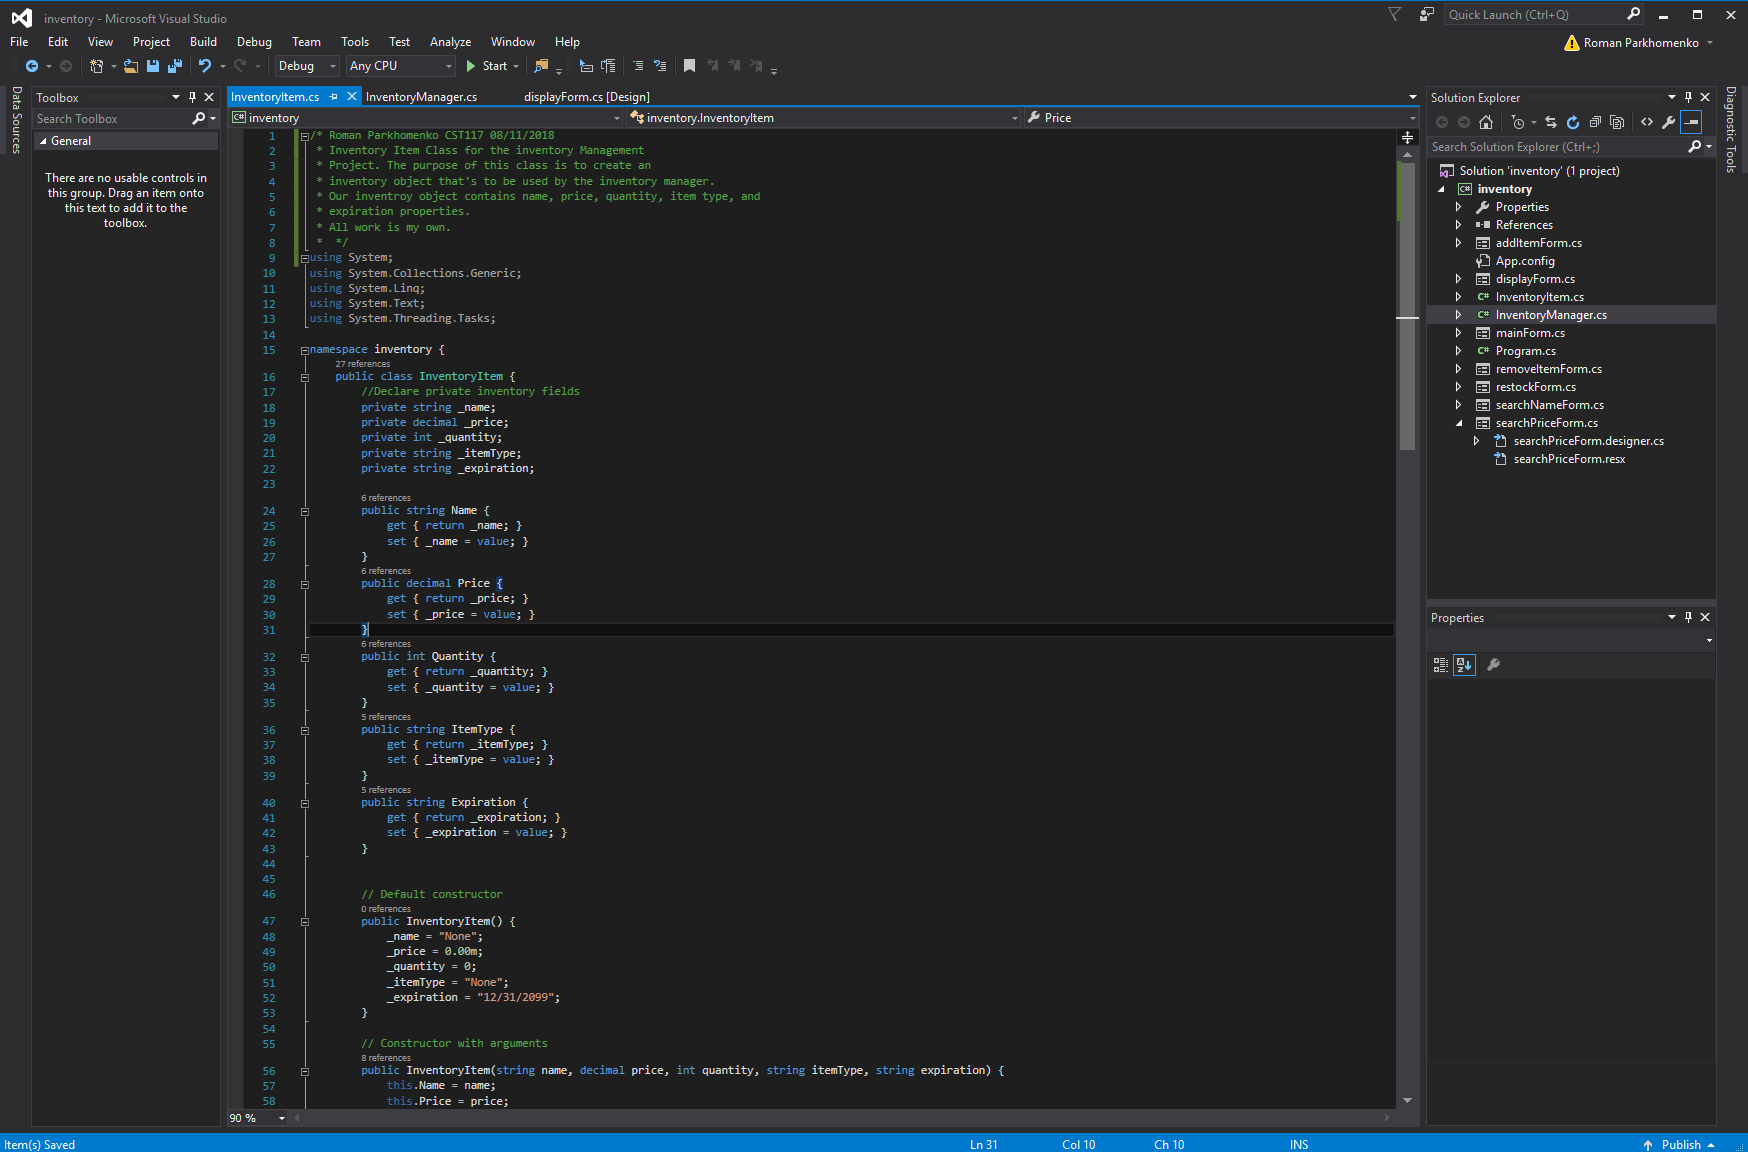 inventory - Microsoft Visual Studio
Quick Launch (Ctrl+Q)
File Edit View Project Build Debug Team Tools Test Analyze Window Help
Roman Parkhomenko
Debug Any CPU Start
Data Sources
Toolbox
Search Toolbox
General
There are no usable controls in
this group. Drag an item onto
this text to add it to the
toolbox.
InventoryItem.cs InventoryManager.cs displayForm.cs [Design]
inventory inventory.InventoryItem Price
1 /* Roman Parkhomenko CST117 08/11/2018
2 * Inventory Item Class for the inventory Management
3 * Project. The purpose of this class is to create an
4 * inventory object that's to be used by the inventory manager.
5 * Our inventroy object contains name, price, quantity, item type, and
6 * expiration properties.
7 * All work is my own.
8 * */
9 using System;
10 using System.Collections.Generic;
11 using System.Linq;
12 using System.Text;
13 using System.Threading.Tasks;
14
15 namespace inventory {
27 references
16 public class InventoryItem {
17 //Declare private inventory fields
18 private string _name;
19 private decimal _price;
20 private int _quantity;
21 private string _itemType;
22 private string _expiration;
23
6 references
24 public string Name {
25 get { return _name; }
26 set { _name = value; }
27 }
6 references
28 public decimal Price {
29 get { return _price; }
30 set { _price = value; }
31 }
6 references
32 public int Quantity {
33 get { return _quantity; }
34 set { _quantity = value; }
35 }
5 references
36 public string ItemType {
37 get { return _itemType; }
38 set { _itemType = value; }
39 }
5 references
40 public string Expiration {
41 get { return _expiration; }
42 set { _expiration = value; }
43 }
44
45
46 // Default constructor
0 references
47 public InventoryItem() {
48 _name = "None";
49 _price = 0.00m;
50 _quantity = 0;
51 _itemType = "None";
52 _expiration = "12/31/2099";
53 }
54
55 // Constructor with arguments
8 references
56 public InventoryItem(string name, decimal price, int quantity, string itemType, string expiration) {
57 this.Name = name;
58 this.Price = price;
90 %
Solution Explorer
Search Solution Explorer (Ctrl+;)
Solution 'inventory' (1 project)
C# inventory
Properties
References
addItemForm.cs
App.config
displayForm.cs
C# InventoryItem.cs
C# InventoryManager.cs
mainForm.cs
C# Program.cs
removeItemForm.cs
restockForm.cs
searchNameForm.cs
searchPriceForm.cs
searchPriceForm.designer.cs
searchPriceForm.resx
Properties
Diagnostic Tools
Item(s) Saved Ln 31 Col 10 Ch 10 INS Publish